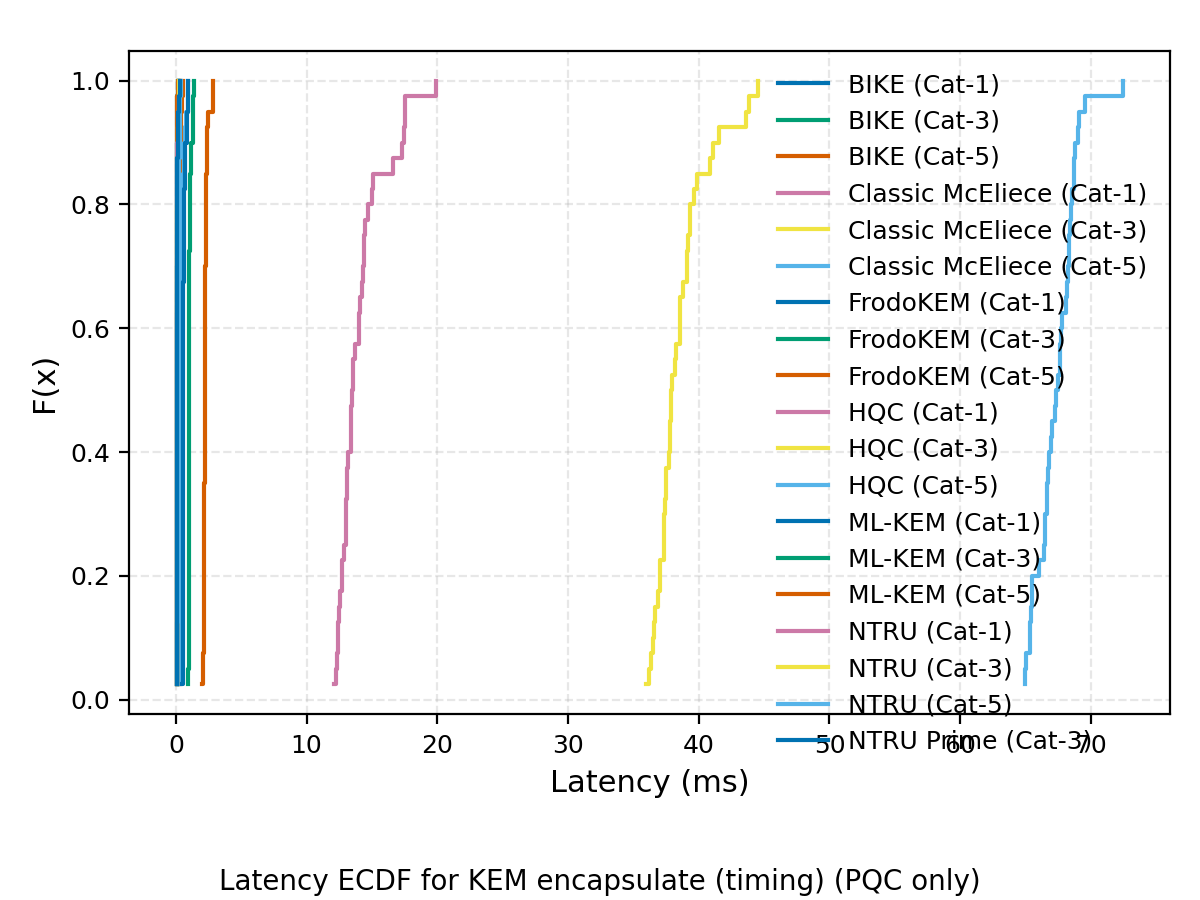 1.0
0.8
0.6
0.4
0.2
0.0
F(x)
BIKE (Cat-1)
BIKE (Cat-3)
BIKE (Cat-5)
Classic McEliece (Cat-1)
Classic McEliece (Cat-3)
Classic McEliece (Cat-5)
FrodoKEM (Cat-1)
FrodoKEM (Cat-3)
FrodoKEM (Cat-5)
HQC (Cat-1)
HQC (Cat-3)
HQC (Cat-5)
ML-KEM (Cat-1)
ML-KEM (Cat-3)
ML-KEM (Cat-5)
NTRU (Cat-1)
NTRU (Cat-3)
NTRU (Cat-5)
NTRU Prime (Cat-3)
0 10 20 30 40 50 60 70
Latency (ms)
Latency ECDF for KEM encapsulate (timing) (PQC only)